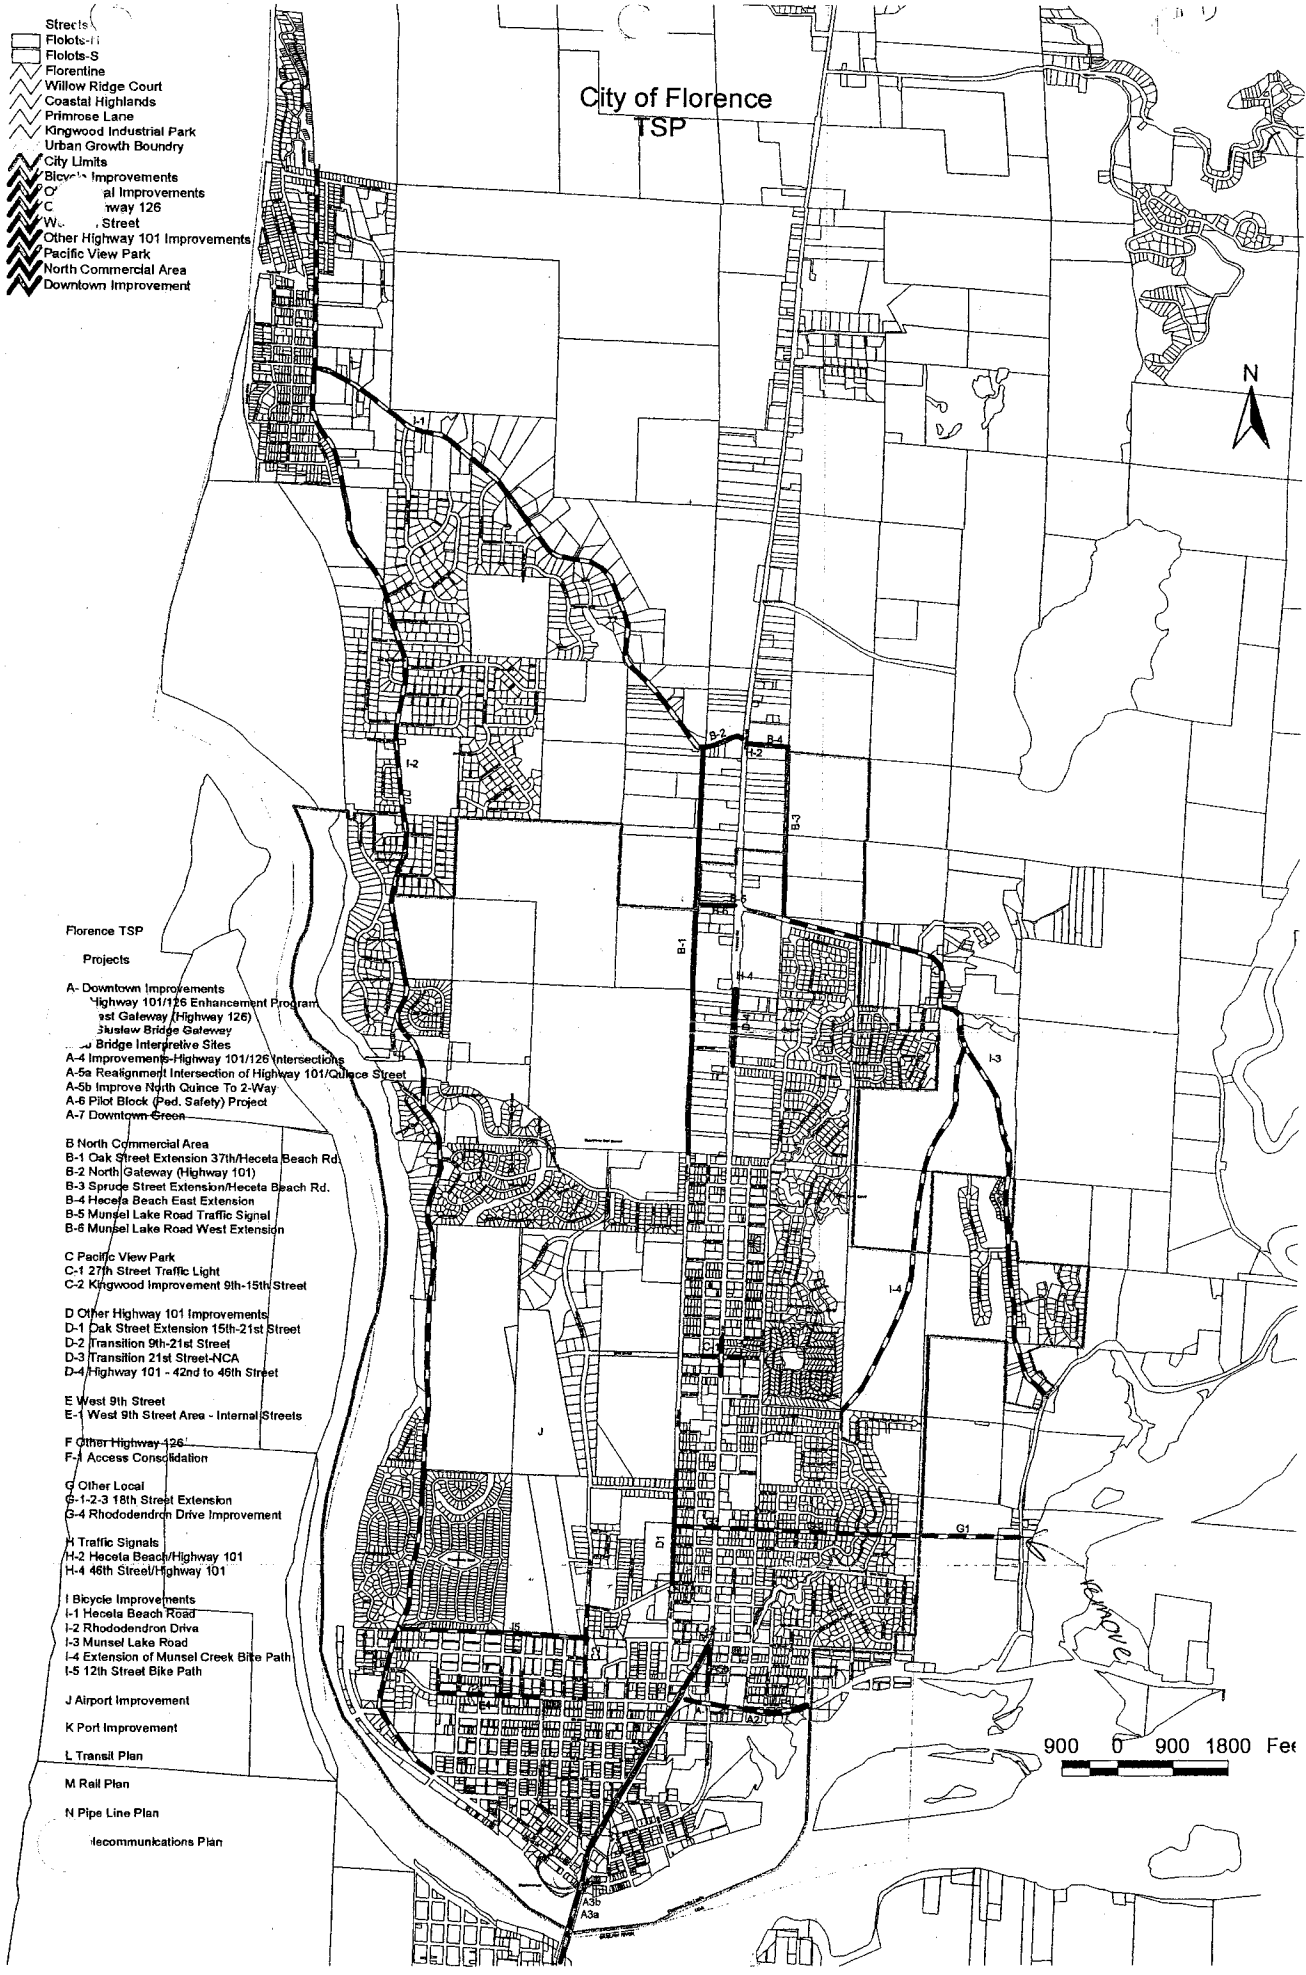 Streets
Flolots-
Flolots-S
Florentine
Willow Ridge Court
Coastal Highlands
Primrose Lane
Kingwood Industrial Park
Urban Growth Boundry
City Limits
Bicycle Improvements
al Improvements
hway 126
Street
Other Highway 101 Improvements
Pacific View Park
North Commercial Area
Downtown Improvement
City of Florence
TSP
N
I-1
B-2
B-4
H-2
I-2
B-3
B-6
B-1
H-4
D-4
I-3
I-4
J
D1
G1
I5
E1
A2
A3b
A3a
remove
900 0 900 1800 Fee
Florence TSP
Projects
A- Downtown Improvements
Highway 101/126 Enhancement Program
ast Gateway (Highway 126)
Siuslaw Bridge Gateway
Bridge Interpretive Sites
A-4 Improvements-Highway 101/126 Intersections
A-5a Realignment Intersection of Highway 101/Quince Street
A-5b Improve North Quince To 2-Way
A-6 Pilot Block (Ped. Safety) Project
A-7 Downtown Green
B North Commercial Area
B-1 Oak Street Extension 37th/Heceta Beach Rd.
B-2 North Gateway (Highway 101)
B-3 Spruce Street Extension/Heceta Beach Rd.
B-4 Heceta Beach East Extension
B-5 Munsel Lake Road Traffic Signal
B-6 Munsel Lake Road West Extension
C Pacific View Park
C-1 27th Street Traffic Light
C-2 Kingwood Improvement 9th-15th Street
D Other Highway 101 Improvements
D-1 Oak Street Extension 15th-21st Street
D-2 Transition 9th-21st Street
D-3 Transition 21st Street-NCA
D-4 Highway 101 - 42nd to 46th Street
E West 9th Street
E-1 West 9th Street Area - Internal Streets
F Other Highway 126
F-1 Access Consolidation
G Other Local
G-1-2-3 18th Street Extension
G-4 Rhododendron Drive Improvement
H Traffic Signals
H-2 Heceta Beach/Highway 101
H-4 46th Street/Highway 101
I Bicycle Improvements
I-1 Heceta Beach Road
I-2 Rhododendron Drive
I-3 Munsel Lake Road
I-4 Extension of Munsel Creek Bike Path
I-5 12th Street Bike Path
J Airport Improvement
K Port Improvement
L Transit Plan
M Rail Plan
N Pipe Line Plan
lecommunications Plan